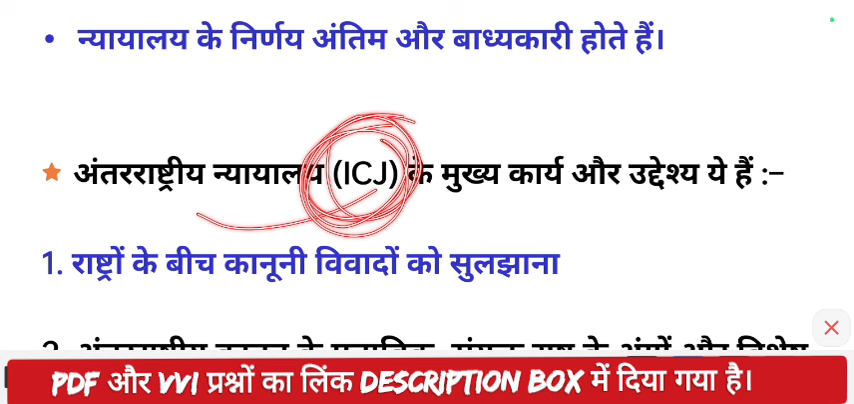 • न्यायालय के निर्णय अंतिम और बाध्यकारी होते हैं।
★ अंतरराष्ट्रीय न्यायालय (ICJ) के मुख्य कार्य और उद्देश्य ये हैं :–
1. राष्ट्रों के बीच कानूनी विवादों को सुलझाना
PDF और VVI प्रश्नों का लिंक DESCRIPTION BOX में दिया गया है।